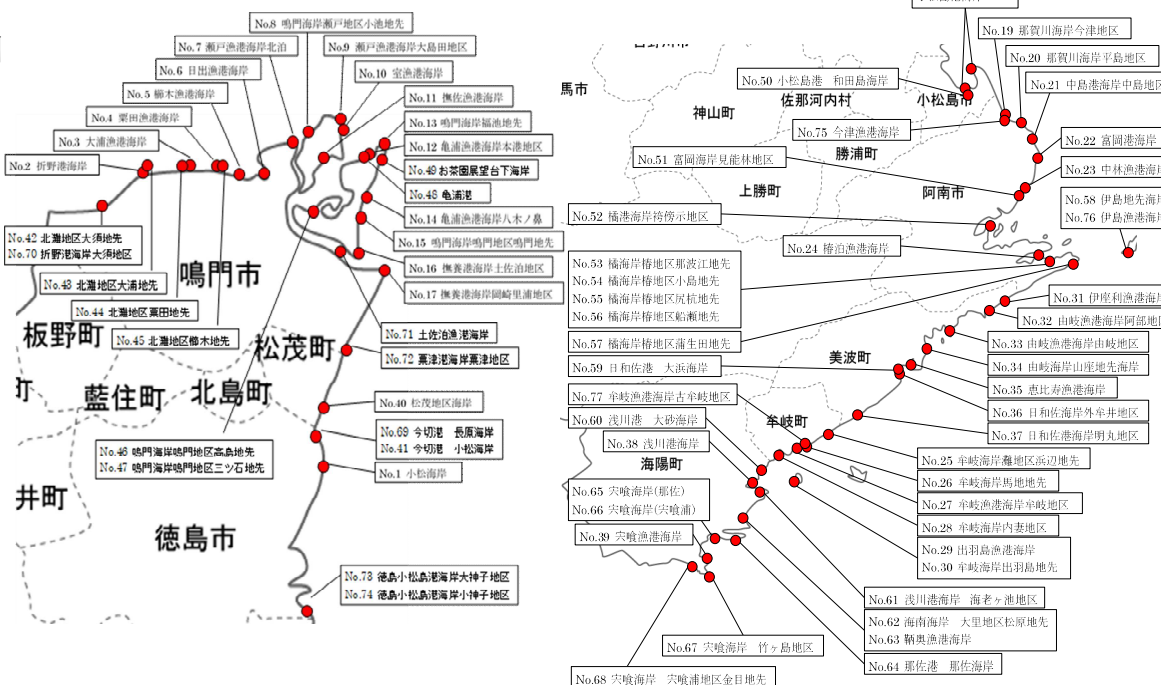 No.8 鳴門海岸瀬戸地区小池地先
No.7 瀬戸漁港海岸北泊
No.9 瀬戸漁港海岸大島田地区
No.6 日出漁港海岸
No.10 室漁港海岸
No.5 櫛木漁港海岸
No.11 撫佐漁港海岸
No.4 粟田漁港海岸
No.13 鳴門海岸福池地先
No.3 大浦漁港海岸
No.12 亀浦漁港海岸本港地区
No.2 折野港海岸
No.49 お茶園展望台下海岸
No.48 亀浦港
No.14 亀浦漁港海岸八木ノ鼻
No.42 北灘地区大須地先
No.70 折野港海岸大須地区
No.15 鳴門海岸鳴門地区鳴門地先
No.16 撫養港海岸土佐泊地区
No.43 北灘地区大浦地先
鳴門市
No.17 撫養港海岸岡崎里浦地区
No.44 北灘地区粟田地先
No.45 北灘地区櫛木地先
板野町
No.71 土佐泊漁港海岸
松茂町
No.72 粟津港海岸粟津地区
町
藍住町
北島町
No.40 松茂地区海岸
No.69 今切港 長原海岸
No.41 今切港 小松海岸
No.46 鳴門海岸鳴門地区高島地先
No.47 鳴門海岸鳴門地区三ツ石地先
No.1 小松海岸
井町
徳島市
No.73 徳島小松島港海岸大神子地区
No.74 徳島小松島港海岸小神子地区
No.19 那賀川海岸今津地区
No.20 那賀川海岸平島地区
No.50 小松島港 和田島海岸
No.21 中島港海岸中島地区
馬市
佐那河内村
小松島市
神山町
No.75 今津漁港海岸
No.22 富岡港海岸
勝浦町
No.51 富岡海岸見能林地区
No.23 中林漁港海岸
上勝町
阿南市
No.58 伊島地先海
No.76 伊島漁港海
No.52 橘港海岸袴傍示地区
No.24 椿泊漁港海岸
No.53 橘海岸椿地区那波江地先
No.54 橘海岸椿地区小島地先
No.55 橘海岸椿地区尻杭地先
No.56 橘海岸椿地区船瀬地先
No.31 伊座利漁港海岸
No.32 由岐漁港海岸阿部地
No.57 橘海岸椿地区蒲生田地先
No.33 由岐漁港海岸由岐地区
No.59 日和佐港 大浜海岸
美波町
No.34 由岐海岸山座地先海岸
No.35 恵比寿漁港海岸
No.77 牟岐漁港海岸古牟岐地区
No.36 日和佐海岸外牟井地区
No.60 浅川港 大砂海岸
牟岐町
No.37 日和佐港海岸明丸地区
No.38 浅川港海岸
No.25 牟岐海岸灘地区浜辺地先
海陽町
No.26 牟岐海岸馬地地先
No.65 宍喰海岸(那佐)
No.66 宍喰海岸(宍喰浦)
No.27 牟岐漁港海岸牟岐地区
No.28 牟岐海岸内妻地区
No.39 宍喰漁港海岸
No.29 出羽島漁港海岸
No.30 牟岐海岸出羽島地先
No.61 浅川港海岸 海老ヶ池地区
No.62 海南海岸 大里地区松原地先
No.63 鞆奥漁港海岸
No.67 宍喰海岸 竹ヶ島地区
No.64 那佐港 那佐海岸
No.68 宍喰海岸 宍喰浦地区金目地先